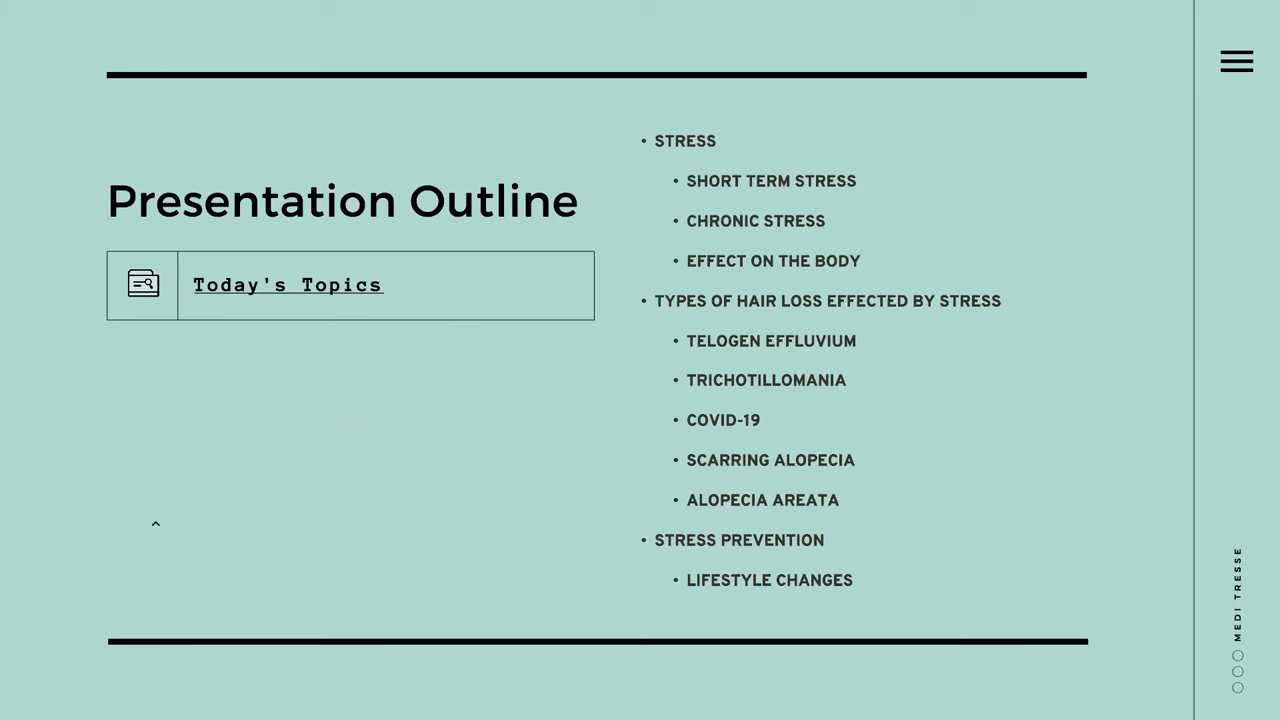 Presentation Outline
Today's Topics
• STRESS
• SHORT TERM STRESS
• CHRONIC STRESS
• EFFECT ON THE BODY
• TYPES OF HAIR LOSS EFFECTED BY STRESS
• TELOGEN EFFLUVIUM
• TRICHOTILLOMANIA
• COVID-19
• SCARRING ALOPECIA
• ALOPECIA AREATA
• STRESS PREVENTION
• LIFESTYLE CHANGES
MEDI TRESSE